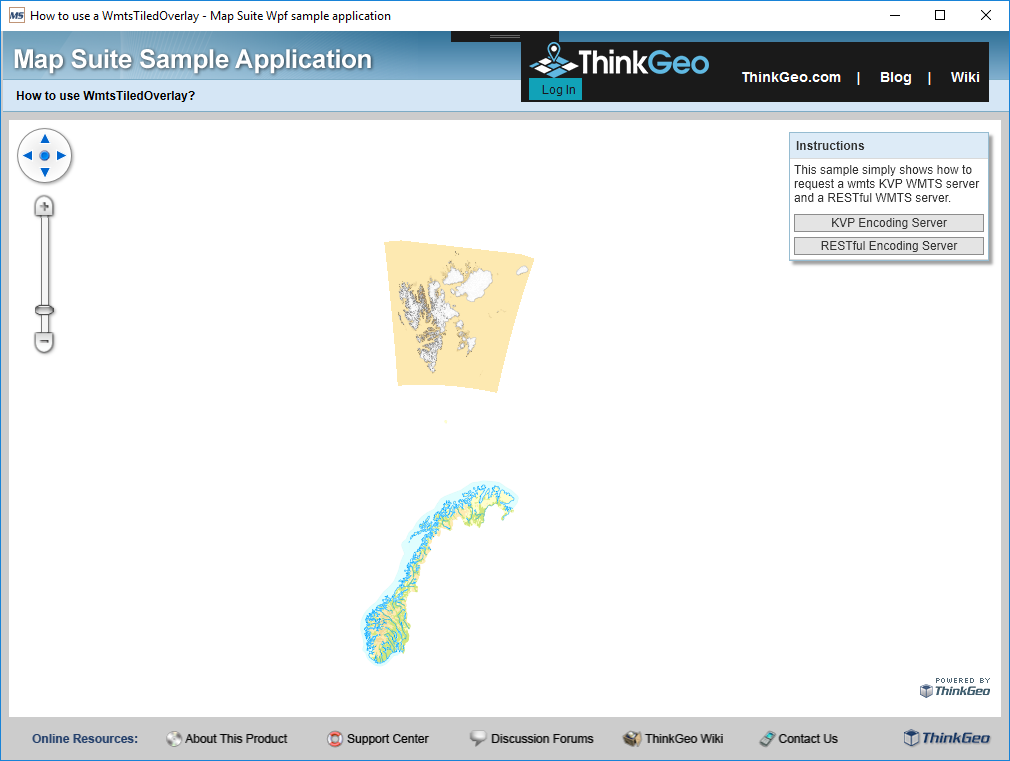 MS How to use a WmtsTiledOverlay - Map Suite Wpf sample application
Map Suite Sample Application
ThinkGeo
Log In
ThinkGeo.com | Blog | Wiki
How to use WmtsTiledOverlay?
Instructions
This sample simply shows how to
request a wmts KVP WMTS server
and a RESTful WMTS server.
KVP Encoding Server
RESTful Encoding Server
POWERED BY
ThinkGeo
Online Resources: About This Product Support Center Discussion Forums ThinkGeo Wiki Contact Us ThinkGeo